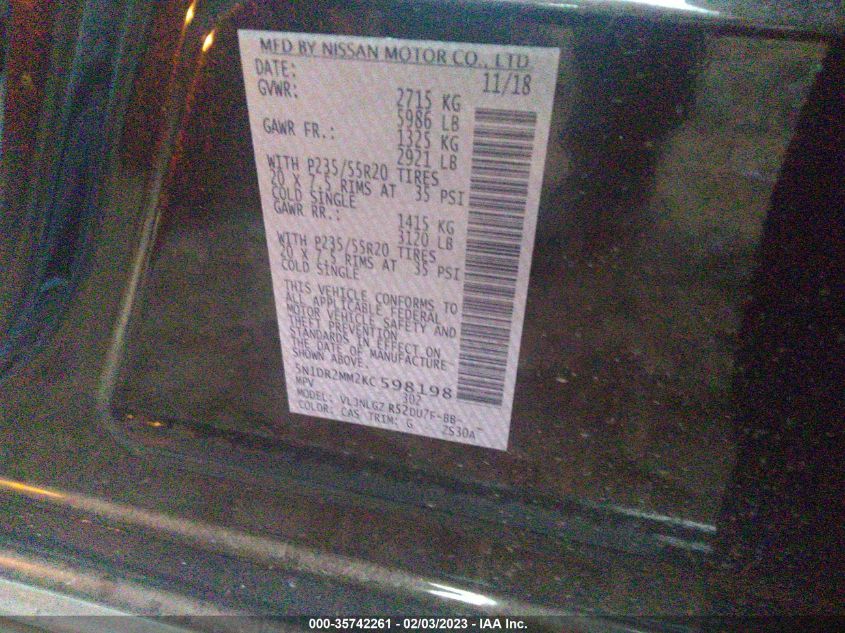 MFD BY NISSAN MOTOR CO., LTD
DATE: 11/18
GVWR: 2715 KG
5986 LB
GAWR FR.: 1325 KG
2921 LB
WITH P235/55R20 TIRES
20 X 7.5 RIMS AT 35 PSI
COLD SINGLE
GAWR RR.: 1415 KG
3120 LB
WITH P235/55R20 TIRES
20 X 7.5 RIMS AT 35 PSI
COLD SINGLE
THIS VEHICLE CONFORMS TO
ALL APPLICABLE FEDERAL
MOTOR VEHICLE SAFETY AND
THEFT PREVENTION
STANDARDS IN EFFECT ON
THE DATE OF MANUFACTURE
SHOWN ABOVE.
5N1DR2MM2KC598198
MPV 302
MODEL: VL3NLGZ R52DU7F-BB--
COLOR: CAS TRIM: G 2S30A
000-35742261 - 02/03/2023 - IAA Inc.